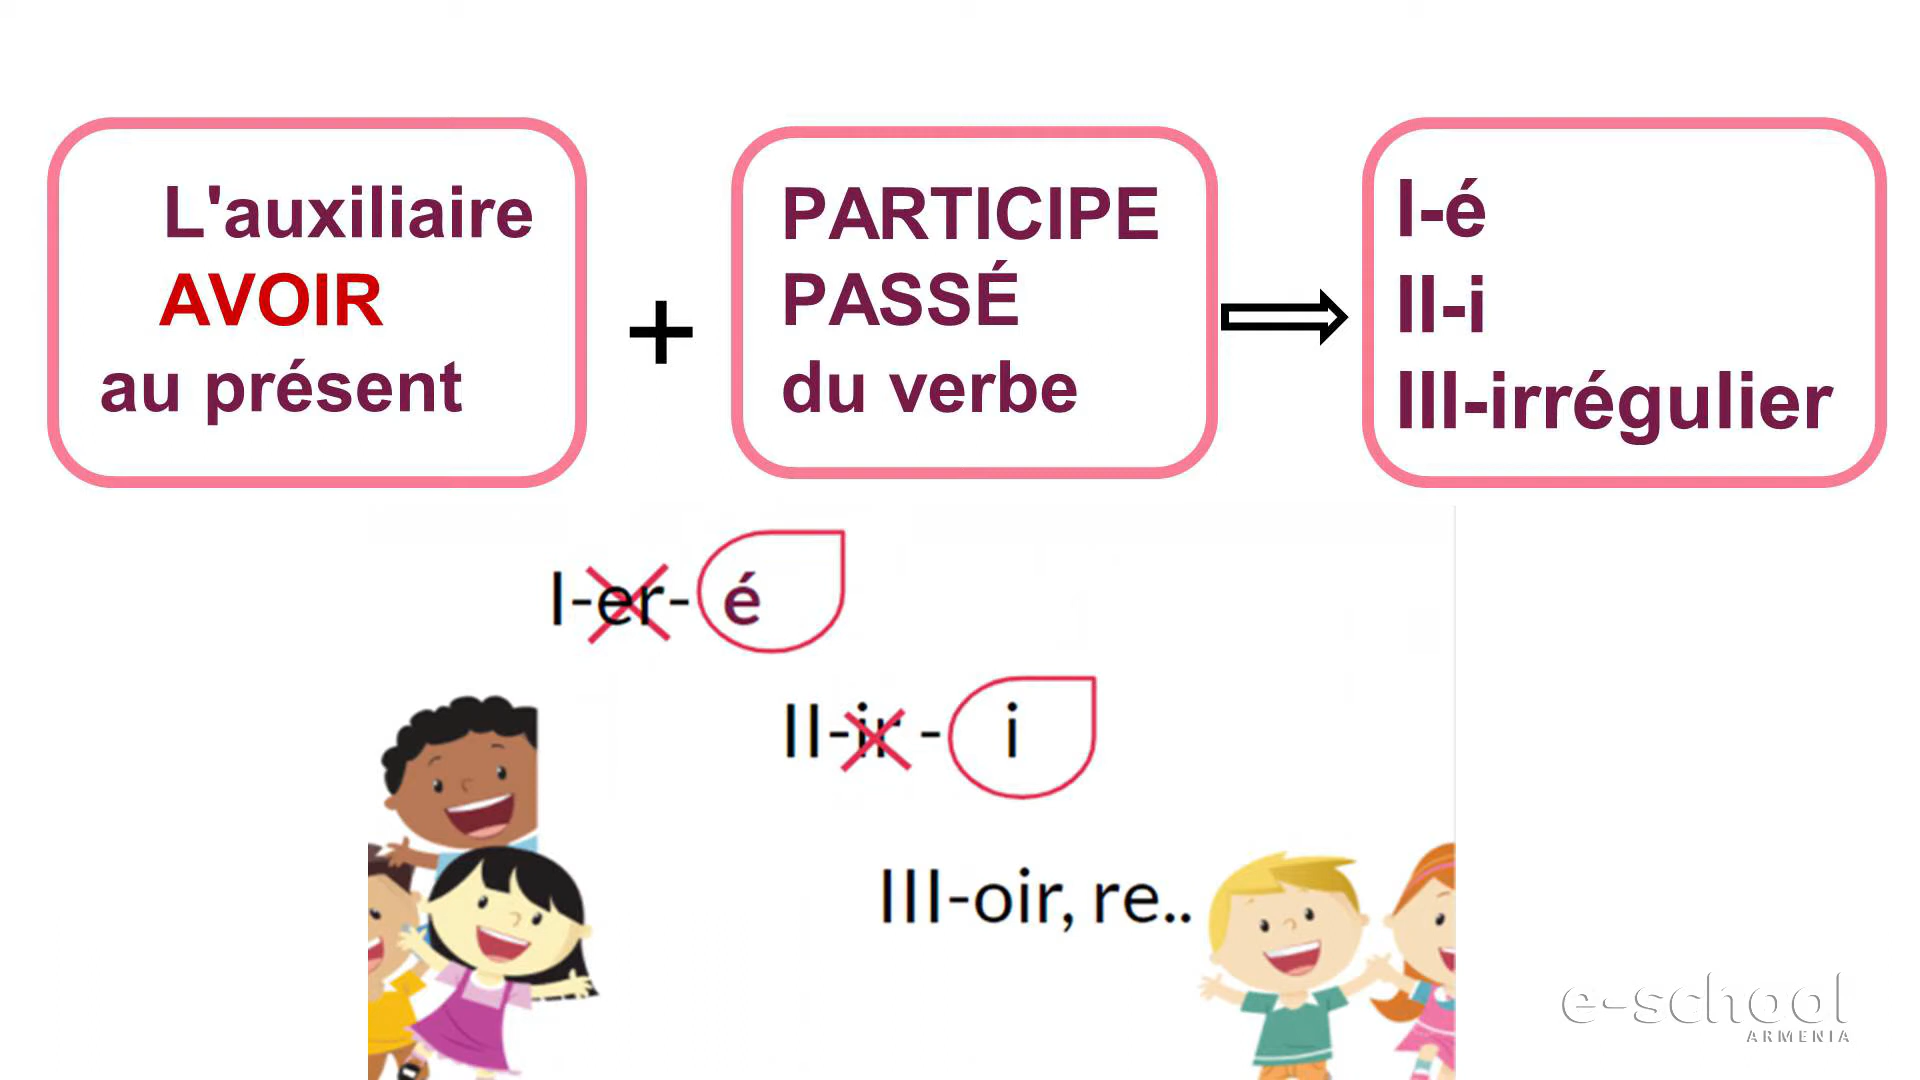 L'auxiliaire
AVOIR
au présent
+
PARTICIPE
PASSÉ
du verbe
I-é
II-i
III-irrégulier
I-er- é
II-ir - i
III-oir, re..
e-school
ARMENIA